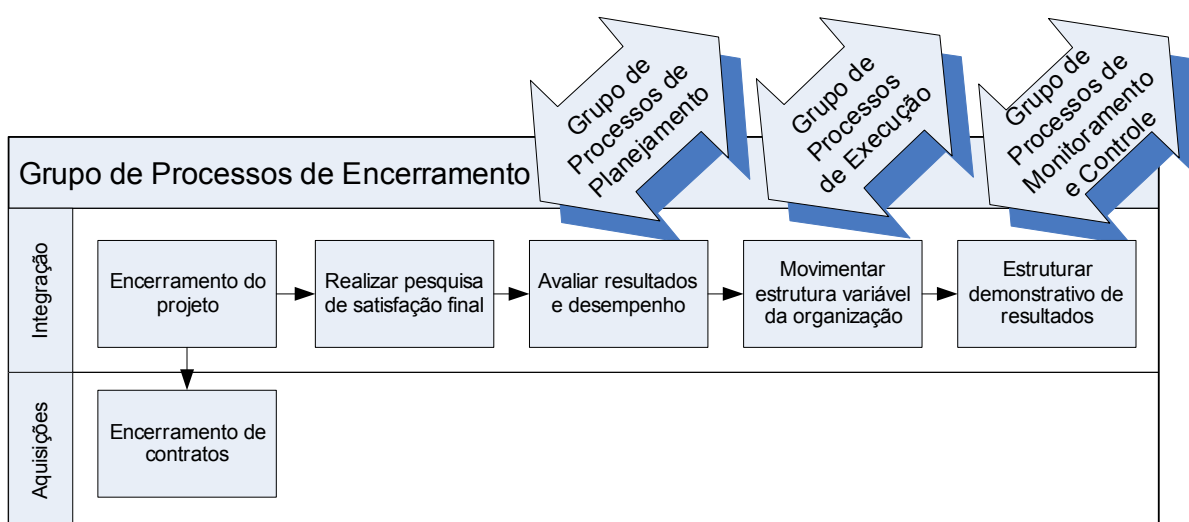 Grupo de
Processos de
Planejamento
Grupo de
Processos
de Execução
Grupo de
Processos de
Monitoramento
e Controle
Grupo de Processos de Encerramento
Integração
Encerramento do
projeto
Realizar pesquisa
de satisfação final
Avaliar resultados
e desempenho
Movimentar
estrutura variável
da organização
Estruturar
demonstrativo de
resultados
Aquisições
Encerramento de
contratos